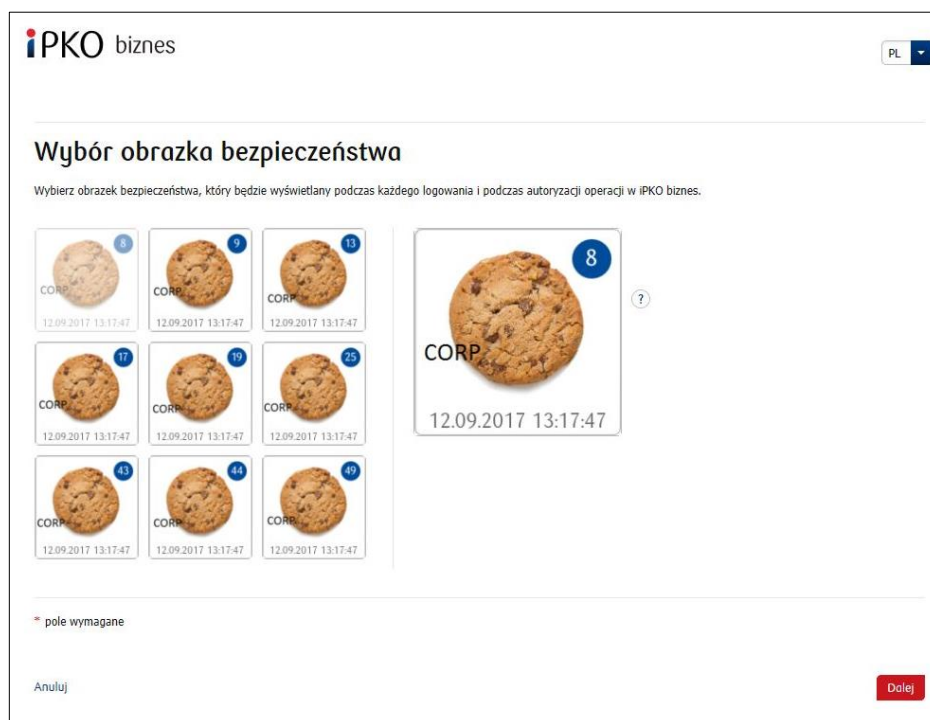 iPKO biznes
PL
Wybór obrazka bezpieczeństwa
Wybierz obrazek bezpieczeństwa, który będzie wyświetlany podczas każdego logowania i podczas autoryzacji operacji w iPKO biznes.
8 9 13
CORP CORP CORP
12.09.2017 13:17:47 12.09.2017 13:17:47 12.09.2017 13:17:47
17 19 25
CORP CORP CORP
12.09.2017 13:17:47 12.09.2017 13:17:47 12.09.2017 13:17:47
43 44 49
CORP CORP CORP
12.09.2017 13:17:47 12.09.2017 13:17:47 12.09.2017 13:17:47
8
?
CORP
12.09.2017 13:17:47
* pole wymagane
Anuluj
Dalej